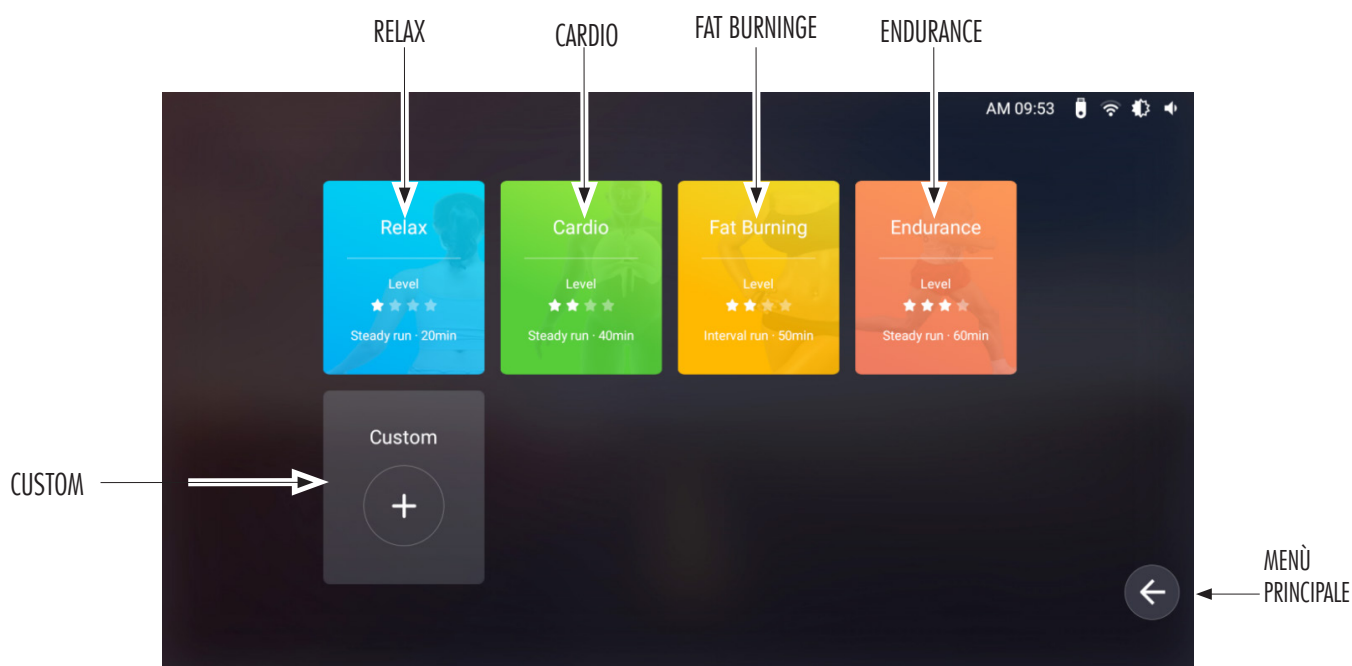 RELAX
CARDIO
FAT BURNINGE
ENDURANCE
AM 09:53
Relax
Level
Steady run · 20min
Cardio
Level
Steady run · 40min
Fat Burning
Level
Interval run · 50min
Endurance
Level
Steady run · 60min
CUSTOM
Custom
+
MENÙ
PRINCIPALE